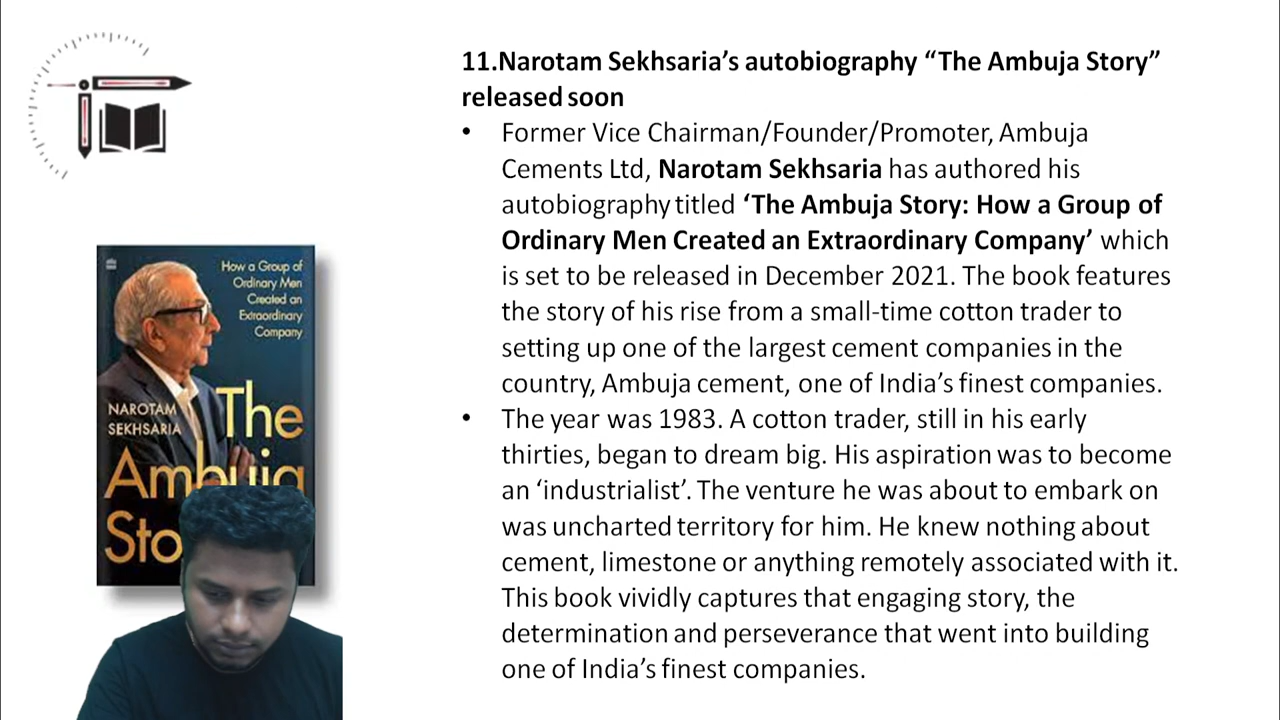 11.Narotam Sekhsaria’s autobiography “The Ambuja Story”
released soon
• Former Vice Chairman/Founder/Promoter, Ambuja
Cements Ltd, Narotam Sekhsaria has authored his
autobiography titled ‘The Ambuja Story: How a Group of
Ordinary Men Created an Extraordinary Company’ which
is set to be released in December 2021. The book features
the story of his rise from a small-time cotton trader to
setting up one of the largest cement companies in the
country, Ambuja cement, one of India’s finest companies.
• The year was 1983. A cotton trader, still in his early
thirties, began to dream big. His aspiration was to become
an ‘industrialist’. The venture he was about to embark on
was uncharted territory for him. He knew nothing about
cement, limestone or anything remotely associated with it.
This book vividly captures that engaging story, the
determination and perseverance that went into building
one of India’s finest companies.
How a Group of
Ordinary Men
Created an
Extraordinary
Company
NAROTAM
SEKHSARIA
The
Ambuja
Sto